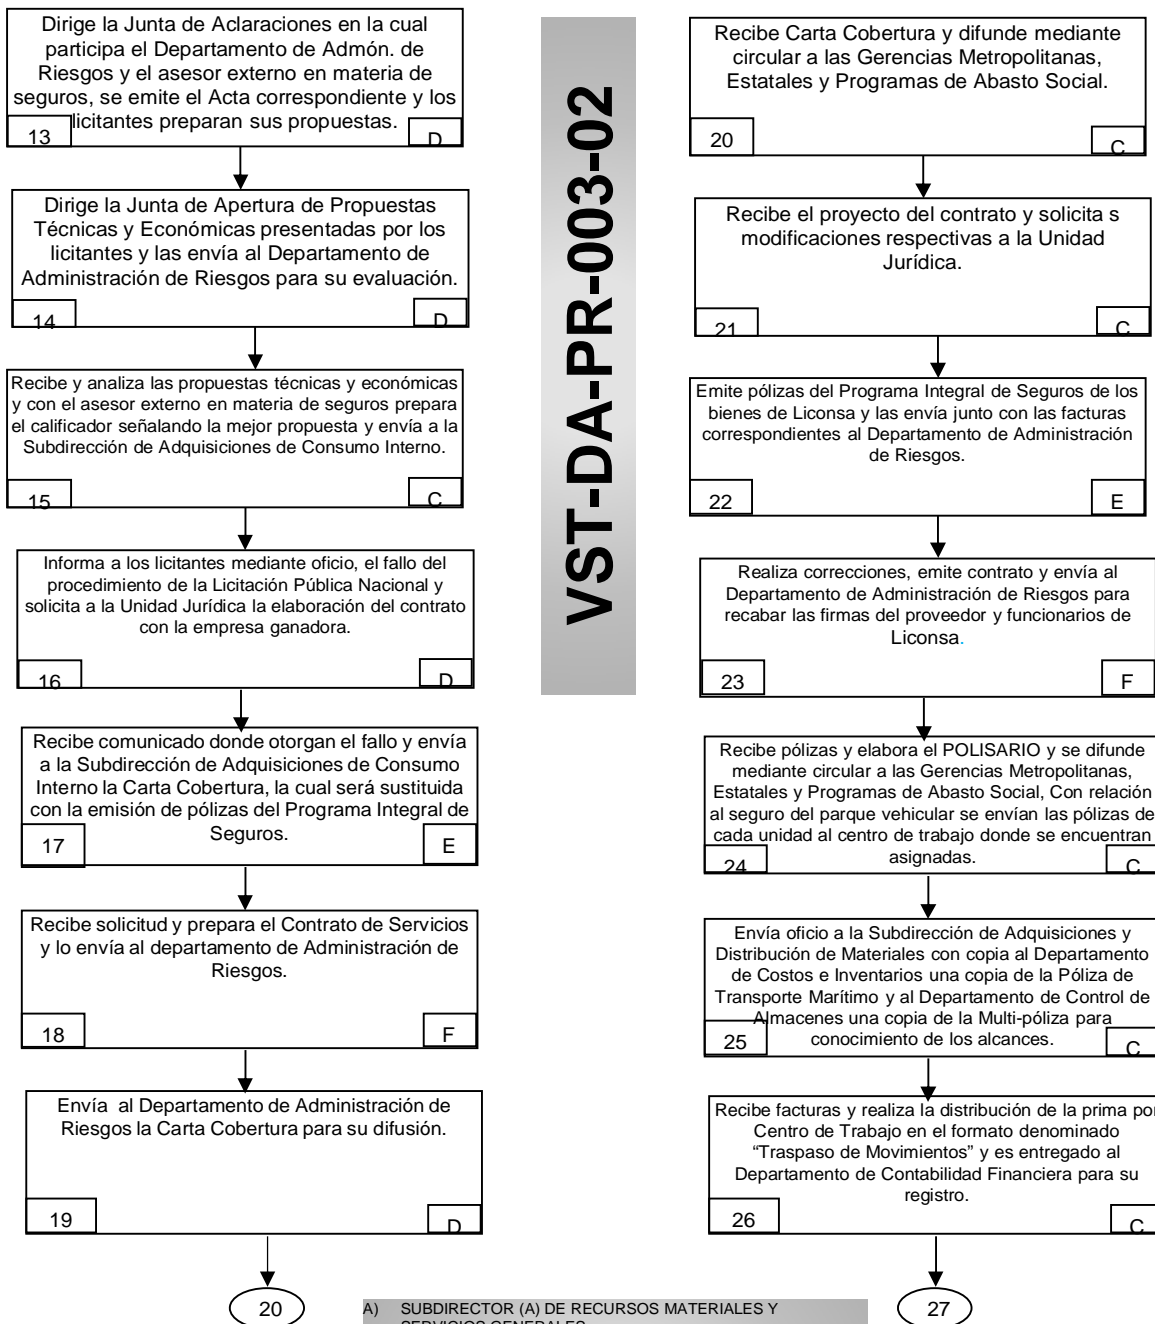 Dirige la Junta de Aclaraciones en la cual
participa el Departamento de Admón. de
Riesgos y el asesor externo en materia de
seguros, se emite el Acta correspondiente y los
licitantes preparan sus propuestas.
13
D
Dirige la Junta de Apertura de Propuestas
Técnicas y Económicas presentadas por los
licitantes y las envía al Departamento de
Administración de Riesgos para su evaluación.
14
D
Recibe y analiza las propuestas técnicas y económicas
y con el asesor externo en materia de seguros prepara
el calificador señalando la mejor propuesta y envía a la
Subdirección de Adquisiciones de Consumo Interno.
15
C
Informa a los licitantes mediante oficio, el fallo del
procedimiento de la Licitación Pública Nacional y
solicita a la Unidad Jurídica la elaboración del contrato
con la empresa ganadora.
16
D
Recibe comunicado donde otorgan el fallo y envía
a la Subdirección de Adquisiciones de Consumo
Interno la Carta Cobertura, la cual será sustituida
con la emisión de pólizas del Programa Integral de
Seguros.
17
E
Recibe solicitud y prepara el Contrato de Servicios
y lo envía al departamento de Administración de
Riesgos.
18
F
Envía al Departamento de Administración de
Riesgos la Carta Cobertura para su difusión.
19
D
20
VST-DA-PR-003-02
Recibe Carta Cobertura y difunde mediante
circular a las Gerencias Metropolitanas,
Estatales y Programas de Abasto Social.
20
C
Recibe el proyecto del contrato y solicita s
modificaciones respectivas a la Unidad
Jurídica.
21
C
Emite pólizas del Programa Integral de Seguros de los
bienes de Liconsa y las envía junto con las facturas
correspondientes al Departamento de Administración
de Riesgos.
22
E
Realiza correcciones, emite contrato y envía al
Departamento de Administración de Riesgos para
recabar las firmas del proveedor y funcionarios de
Liconsa.
23
F
Recibe pólizas y elabora el POLISARIO y se difunde
mediante circular a las Gerencias Metropolitanas,
Estatales y Programas de Abasto Social, Con relación
al seguro del parque vehicular se envían las pólizas de
cada unidad al centro de trabajo donde se encuentran
asignadas.
24
C
Envía oficio a la Subdirección de Adquisiciones y
Distribución de Materiales con copia al Departamento
de Costos e Inventarios una copia de la Póliza de
Transporte Marítimo y al Departamento de Control de
Almacenes una copia de la Multi-póliza para
conocimiento de los alcances.
25
C
Recibe facturas y realiza la distribución de la prima por
Centro de Trabajo en el formato denominado
“Traspaso de Movimientos” y es entregado al
Departamento de Contabilidad Financiera para su
registro.
26
C
27
A) SUBDIRECTOR (A) DE RECURSOS MATERIALES Y
SERVICIOS GENERALES